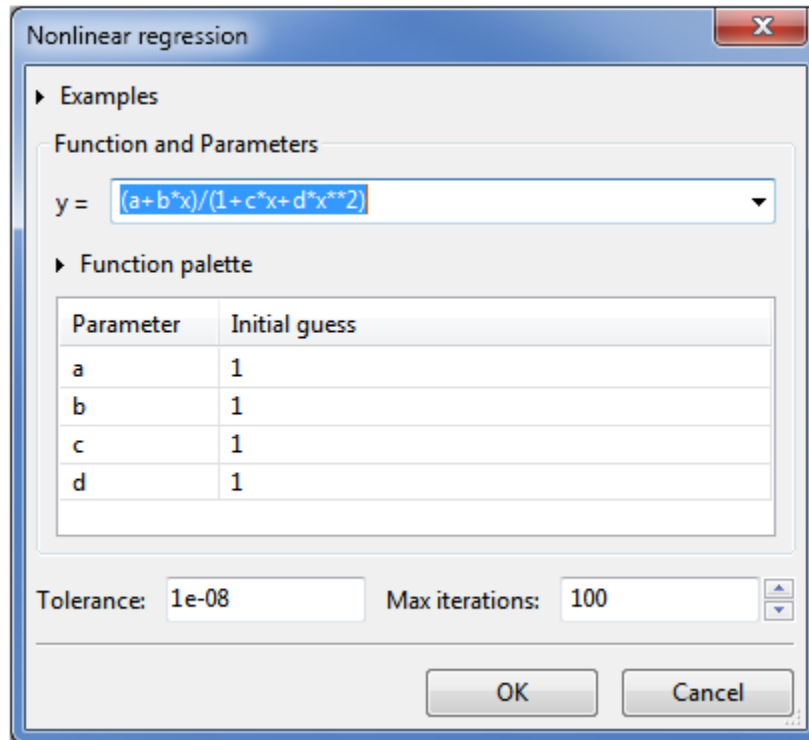 Nonlinear regression
Examples
Function and Parameters
y = (a+b*x)/(1+c*x+d*x**2)
Function palette
Parameter Initial guess
a 1
b 1
c 1
d 1
Tolerance: 1e-08 Max iterations: 100
OK Cancel